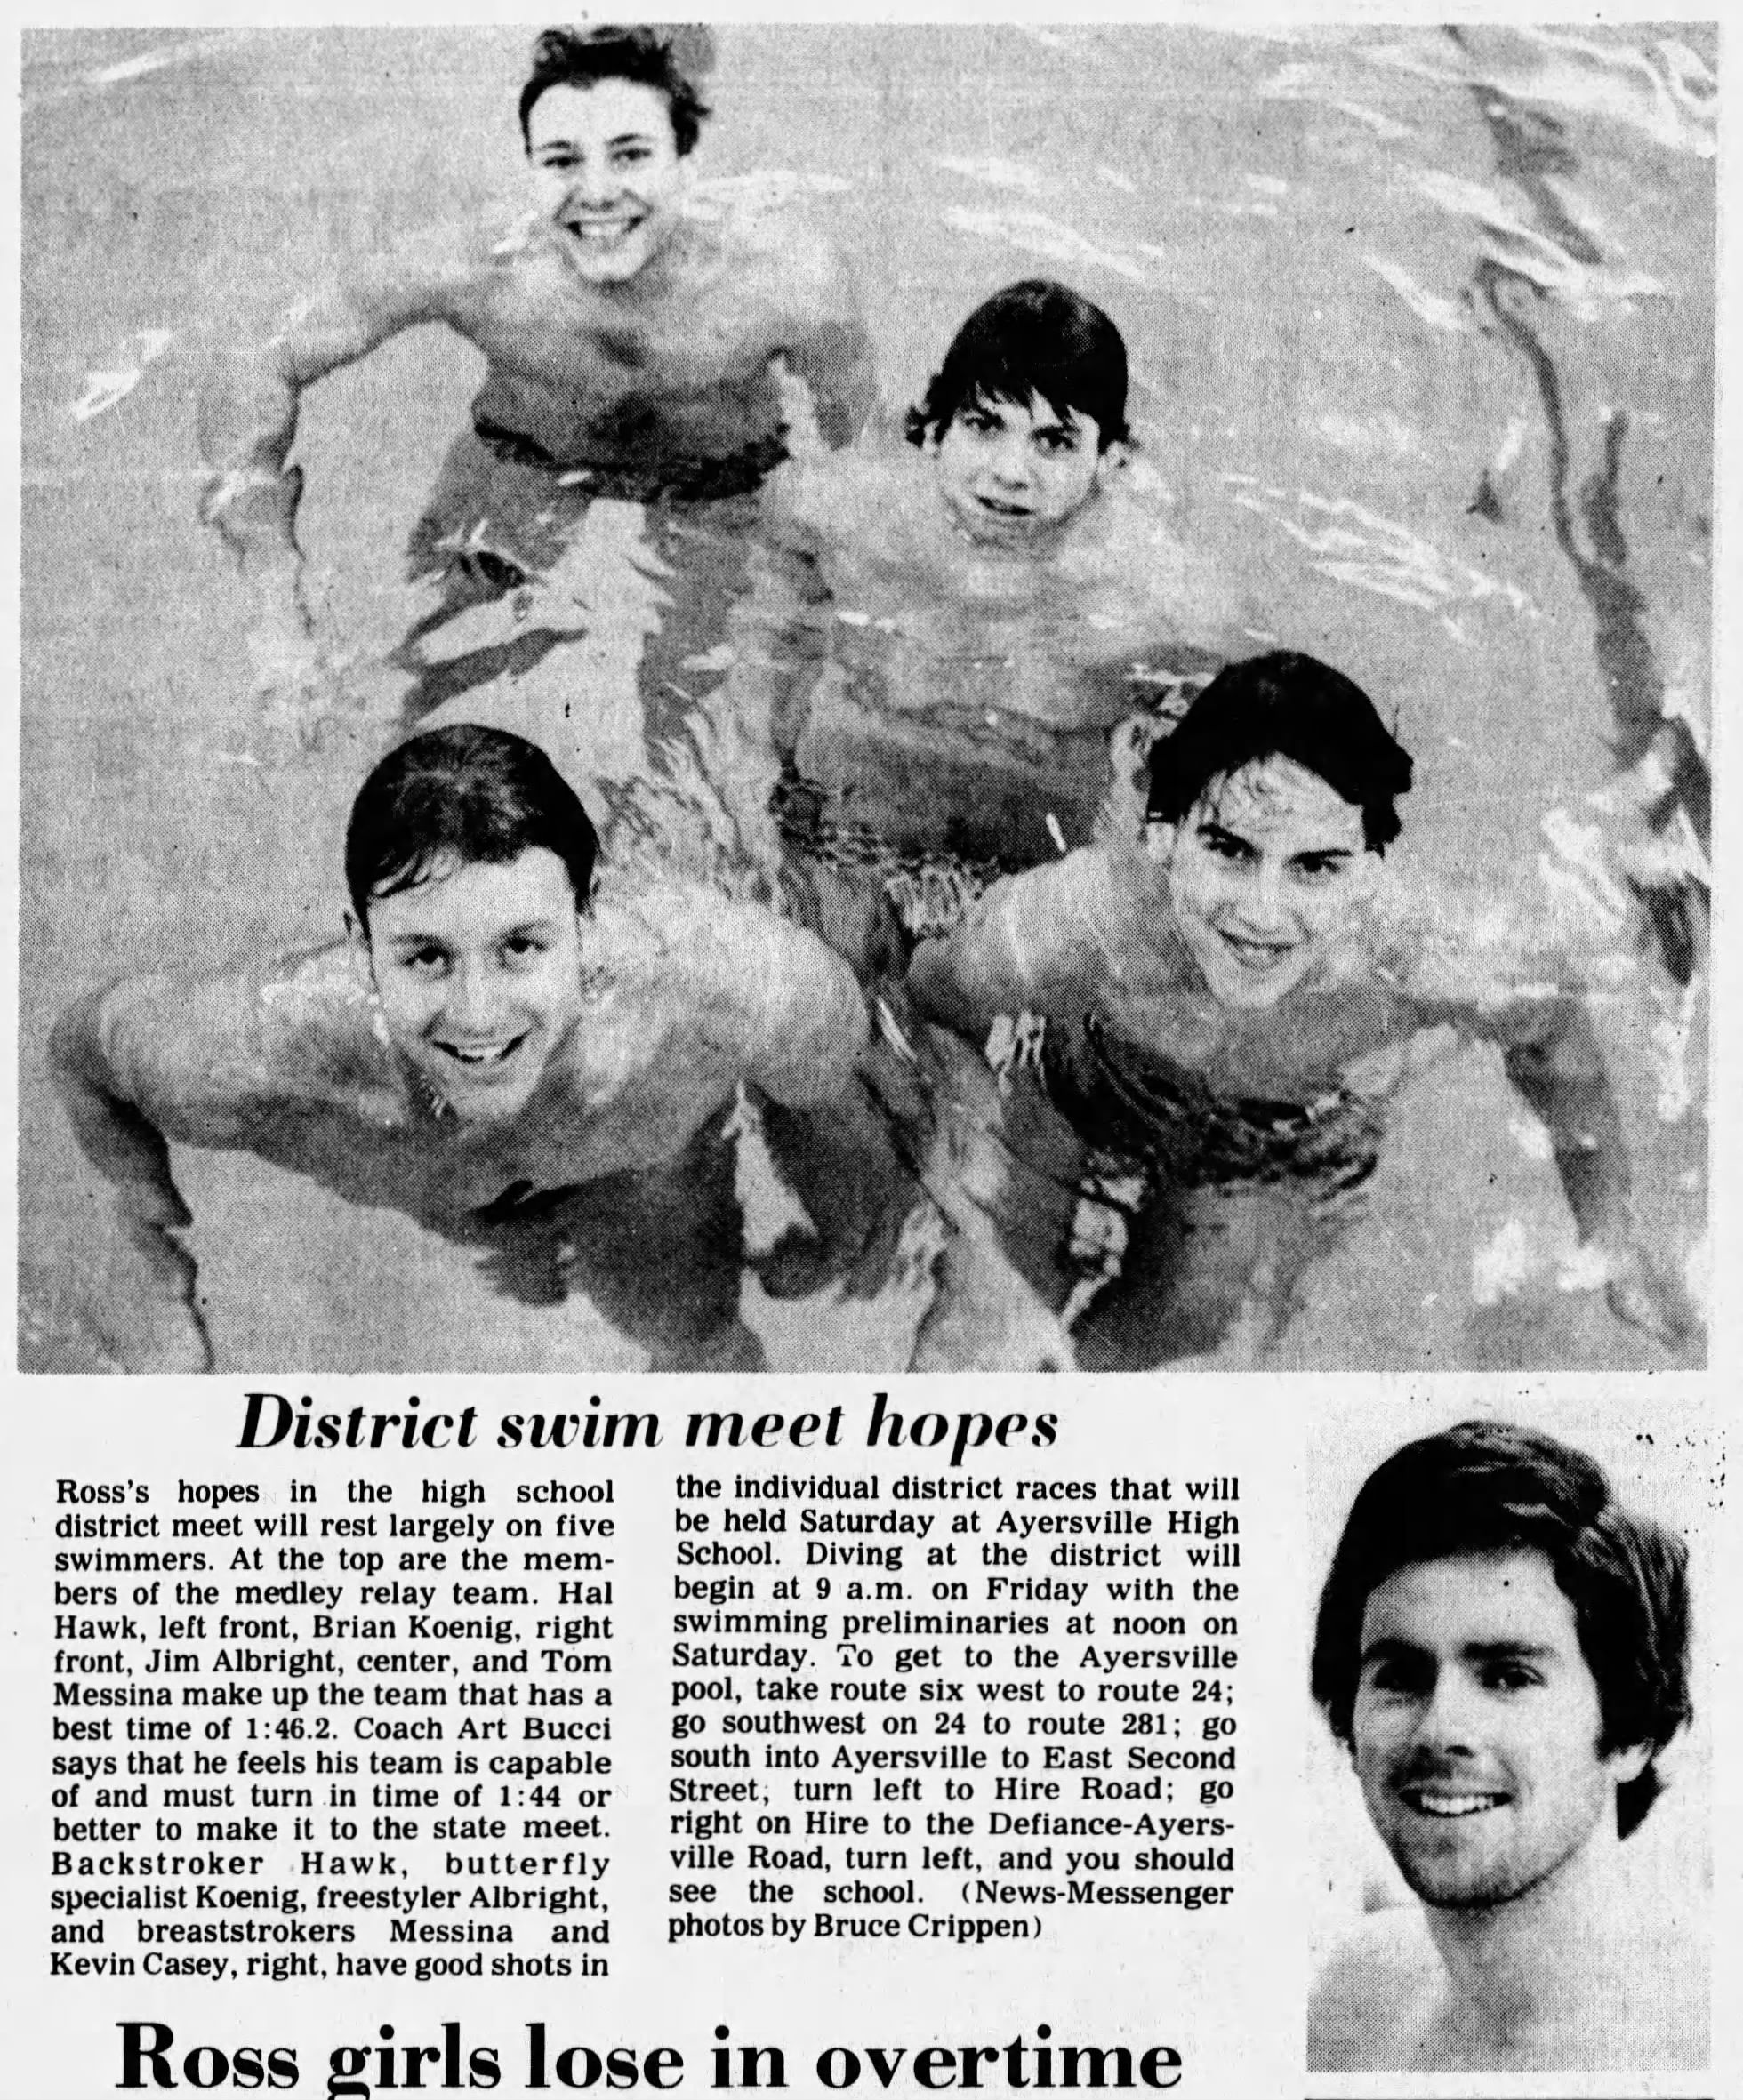 District swim meet hopes
Ross's hopes in the high school
district meet will rest largely on five
swimmers. At the top are the mem-
bers of the medley relay team. Hal
Hawk, left front, Brian Koenig, right
front, Jim Albright, center, and Tom
Messina make up the team that has a
best time of 1:46.2. Coach Art Bucci
says that he feels his team is capable
of and must turn in time of 1:44 or
better to make it to the state meet.
Backstroker Hawk, butterfly
specialist Koenig, freestyler Albright,
and breaststrokers Messina and
Kevin Casey, right, have good shots in
the individual district races that will
be held Saturday at Ayersville High
School. Diving at the district will
begin at 9 a.m. on Friday with the
swimming preliminaries at noon on
Saturday. To get to the Ayersville
pool, take route six west to route 24;
go southwest on 24 to route 281; go
south into Ayersville to East Second
Street; turn left to Hire Road; go
right on Hire to the Defiance-Ayers-
ville Road, turn left, and you should
see the school. (News-Messenger
photos by Bruce Crippen)
Ross girls lose in overtime